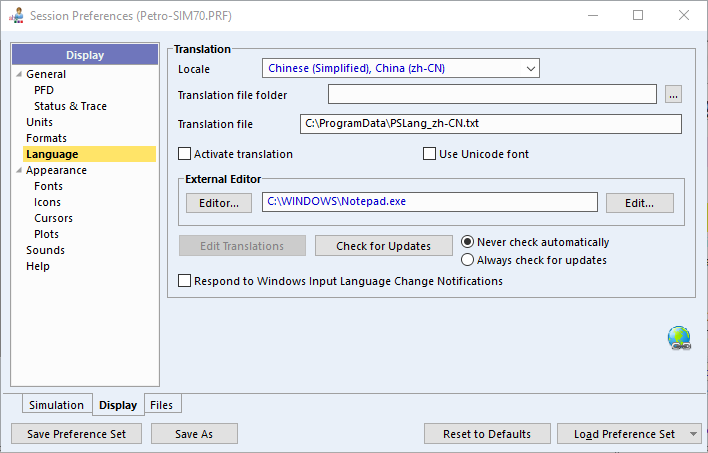 Session Preferences (Petro-SIM70.PRF)
Display
General
PFD
Status & Trace
Units
Formats
Language
Appearance
Fonts
Icons
Cursors
Plots
Sounds
Help
Translation
Locale Chinese (Simplified), China (zh-CN)
Translation file folder ...
Translation file C:\ProgramData\PSLang_zh-CN.txt
Activate translation Use Unicode font
External Editor
Editor... C:\WINDOWS\Notepad.exe Edit...
Edit Translations Check for Updates Never check automatically
Always check for updates
Respond to Windows Input Language Change Notifications
Simulation Display Files
Save Preference Set Save As Reset to Defaults Load Preference Set